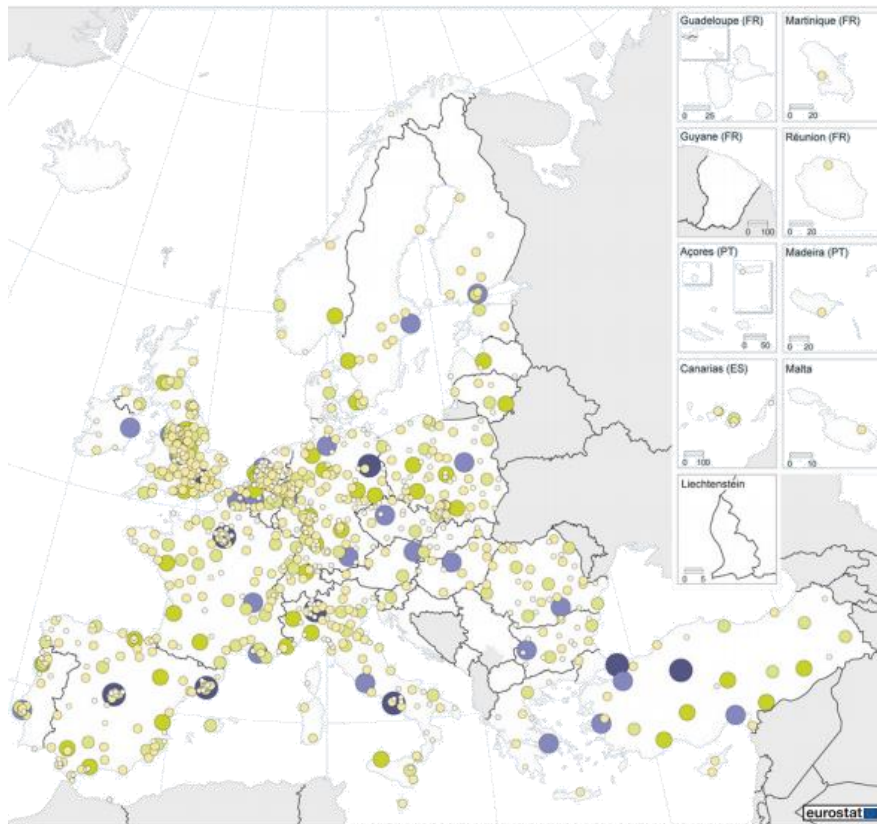 Guadeloupe (FR)
Martinique (FR)
0 25
0 20
Guyane (FR)
Réunion (FR)
0 100
0 20
Açores (PT)
Madeira (PT)
0 50
0 20
Canarias (ES)
Malta
0 100
0 10
Liechtenstein
0 5
eurostat